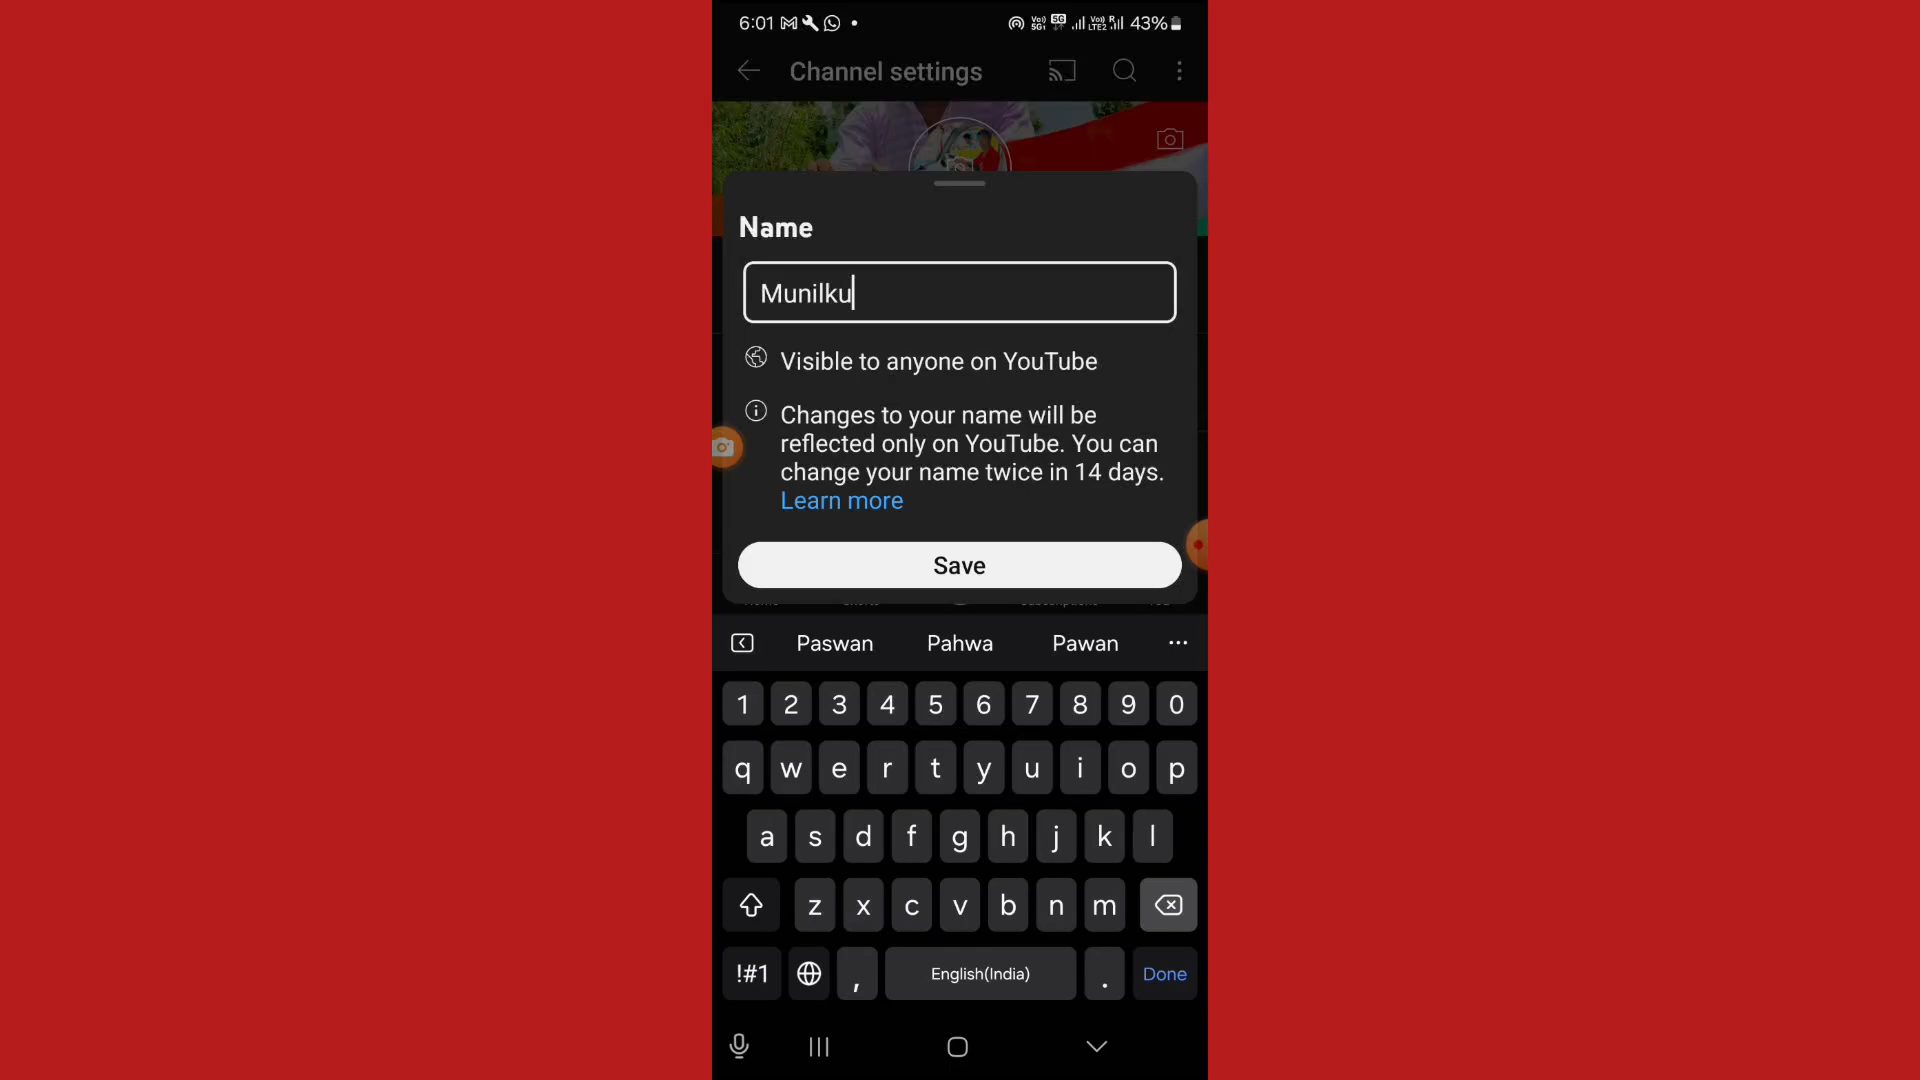 6:01 43%
Channel settings
Name
Munilku
Visible to anyone on YouTube
Changes to your name will be
reflected only on YouTube. You can
change your name twice in 14 days.
Learn more
Save
Paswan Pahwa Pawan
1 2 3 4 5 6 7 8 9 0
q w e r t y u i o p
a s d f g h j k l
z x c v b n m
!#1 , English(India) . Done